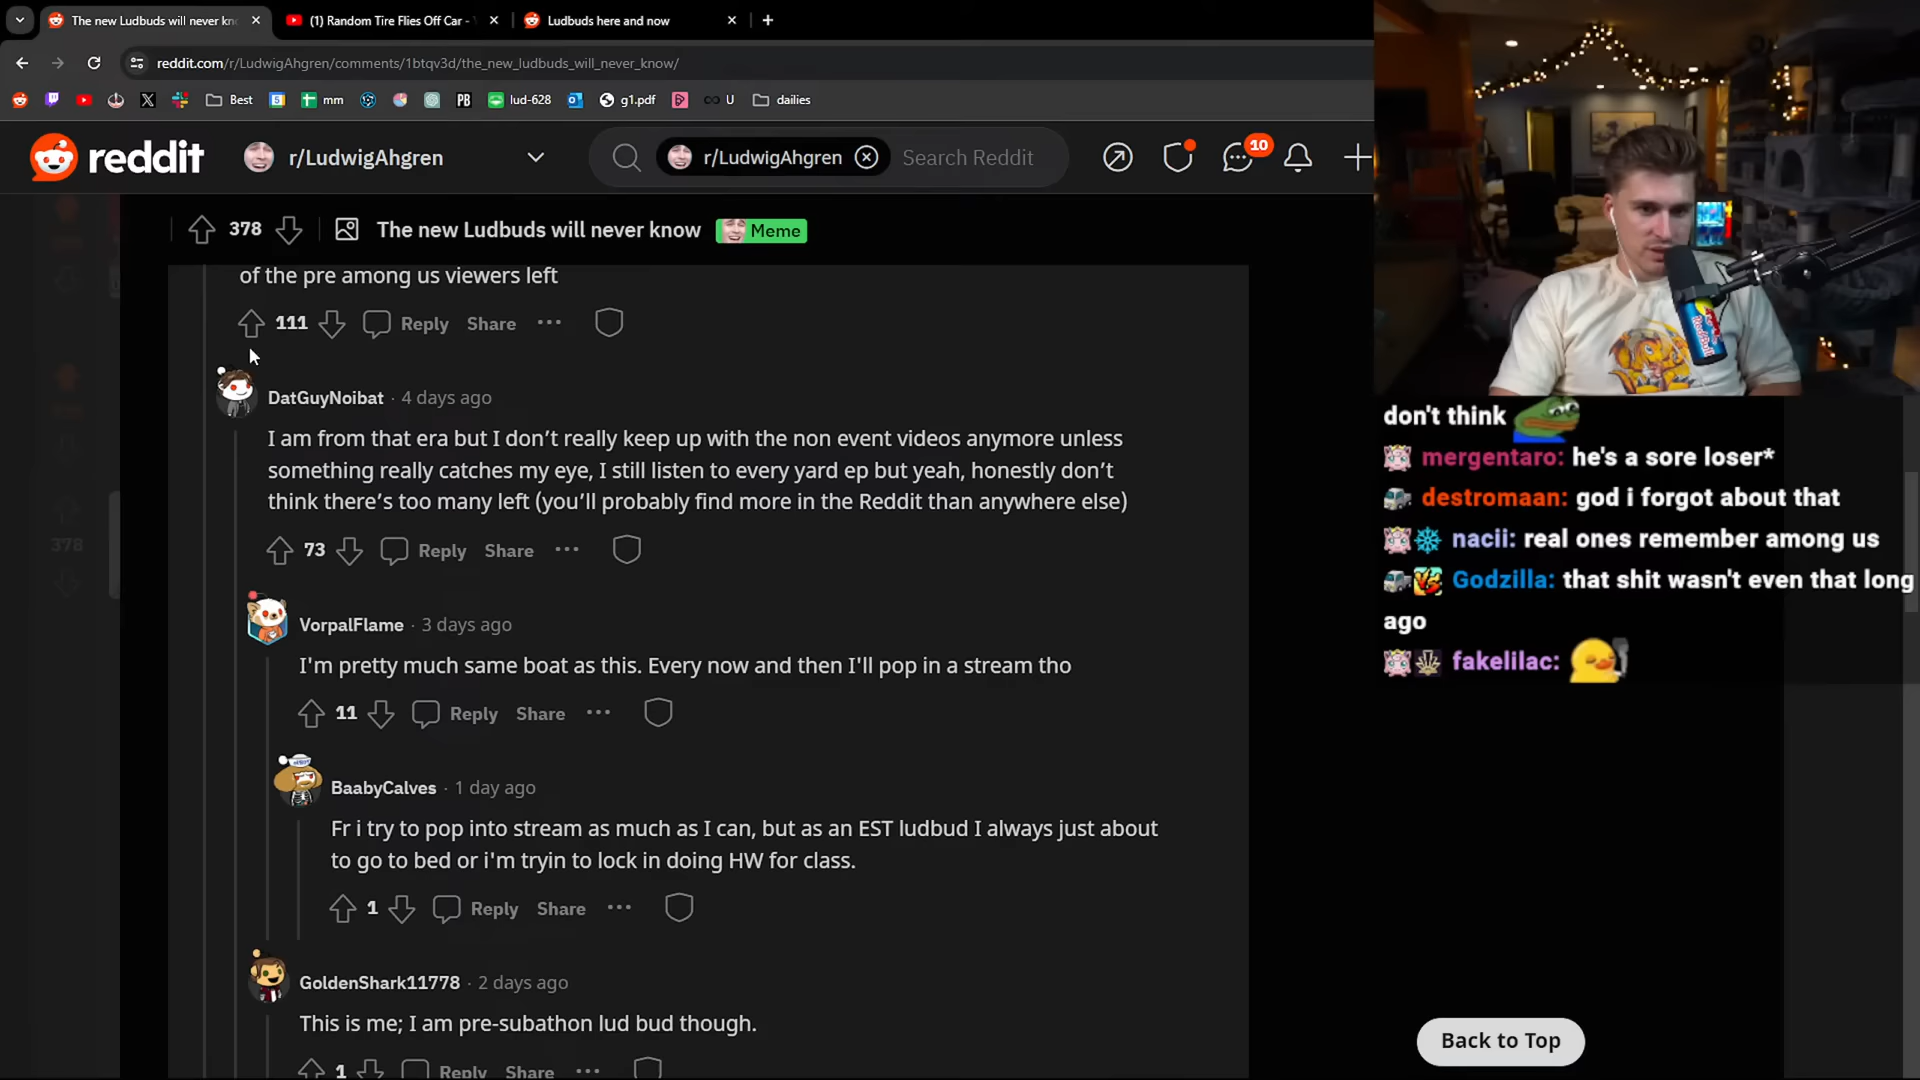 The new Ludbuds will never kn
(1) Random Tire Flies Off Car -
Ludbuds here and now
reddit.com/r/LudwigAhgren/comments/1btqv3d/the_new_ludbuds_will_never_know/
Best
mm
PB
lud-628
g1.pdf
U
dailies
reddit
r/LudwigAhgren
r/LudwigAhgren
Search Reddit
10
378
The new Ludbuds will never know
Meme
of the pre among us viewers left
111
Reply
Share
DatGuyNoibat · 4 days ago
I am from that era but I don’t really keep up with the non event videos anymore unless
something really catches my eye, I still listen to every yard ep but yeah, honestly don’t
think there’s too many left (you’ll probably find more in the Reddit than anywhere else)
73
Reply
Share
378
VorpalFlame · 3 days ago
I'm pretty much same boat as this. Every now and then I'll pop in a stream tho
11
Reply
Share
BaabyCalves · 1 day ago
Fr i try to pop into stream as much as I can, but as an EST ludbud I always just about
to go to bed or i'm tryin to lock in doing HW for class.
1
Reply
Share
GoldenShark11778 · 2 days ago
This is me; I am pre-subathon lud bud though.
1
Reply
Share
RedBull
don't think
mergentaro: he's a sore loser*
destromaan: god i forgot about that
nacii: real ones remember among us
Godzilla: that shit wasn't even that long
ago
fakelilac:
Back to Top